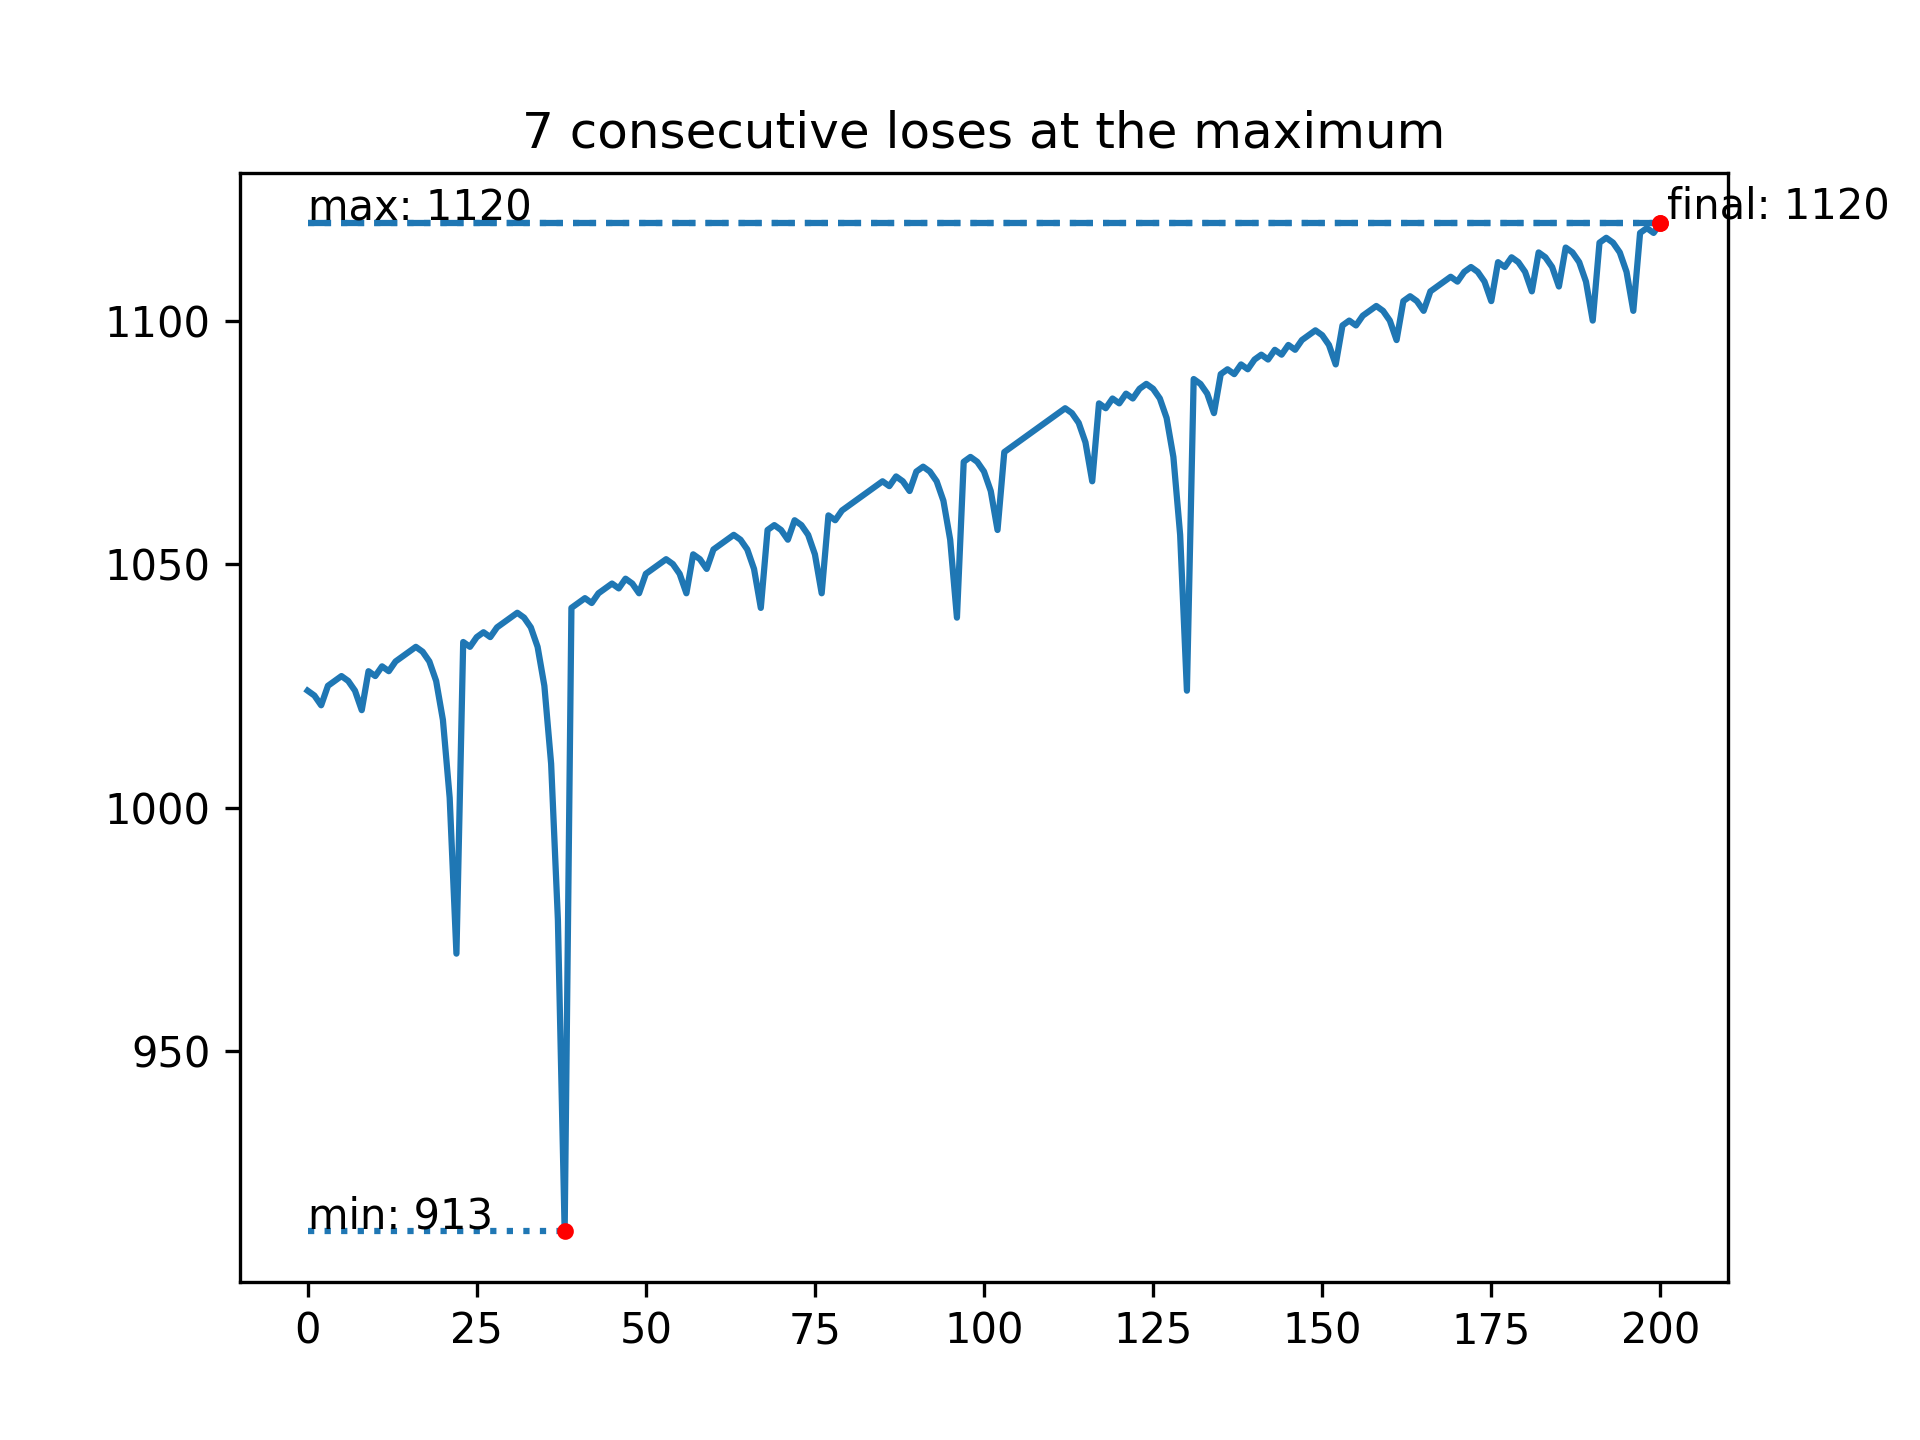 7 consecutive loses at the maximum
max: 1120
final: 1120
1100
1050
1000
950
min: 913
0 25 50 75 100 125 150 175 200